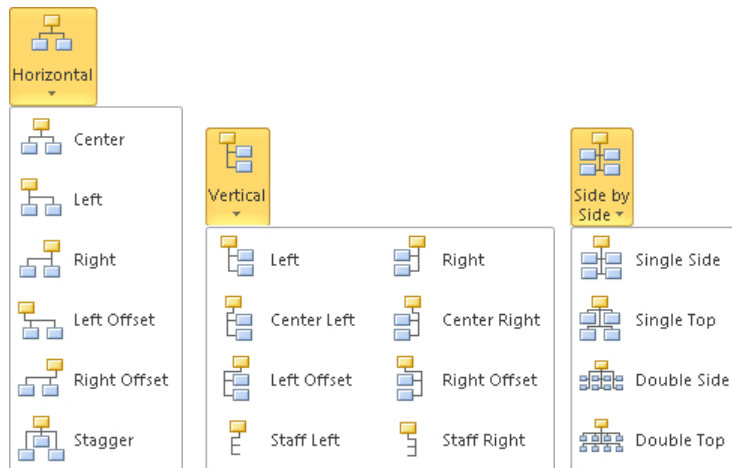 Horizontal
Center
Left
Right
Left Offset
Right Offset
Stagger
Vertical
Left
Right
Center Left
Center Right
Left Offset
Right Offset
Staff Left
Staff Right
Side by
Side
Single Side
Single Top
Double Side
Double Top